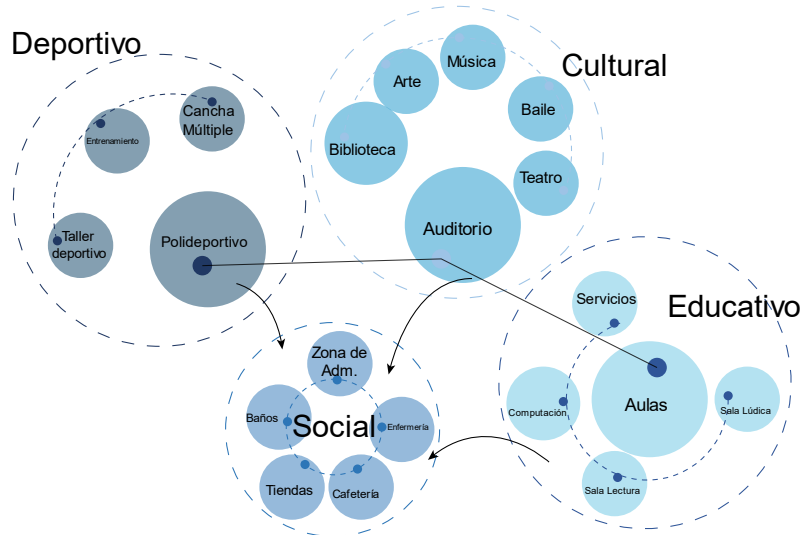 Deportivo
Cancha
Múltiple
Entrenamiento
Taller
deportivo
Polideportivo
Cultural
Música
Arte
Baile
Biblioteca
Teatro
Auditorio
Educativo
Servicios
Aulas
Computación
Sala Lúdica
Sala Lectura
Social
Zona de
Adm.
Baños
Enfermería
Tiendas
Cafetería